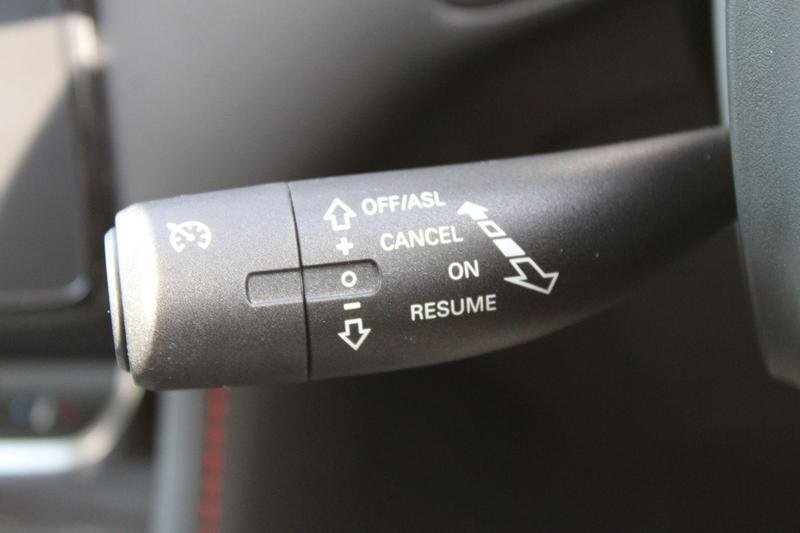 OFF/ASL
+ CANCEL
O ON
- RESUME